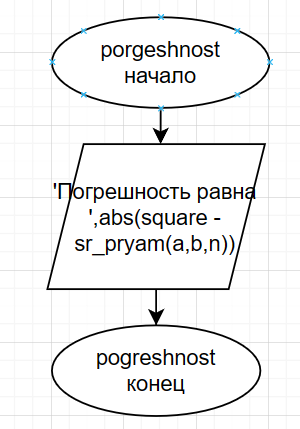 porgeshnost
начало
'Погрешность равна
',abs(square -
sr_pryam(a,b,n))
pogreshnost
конец